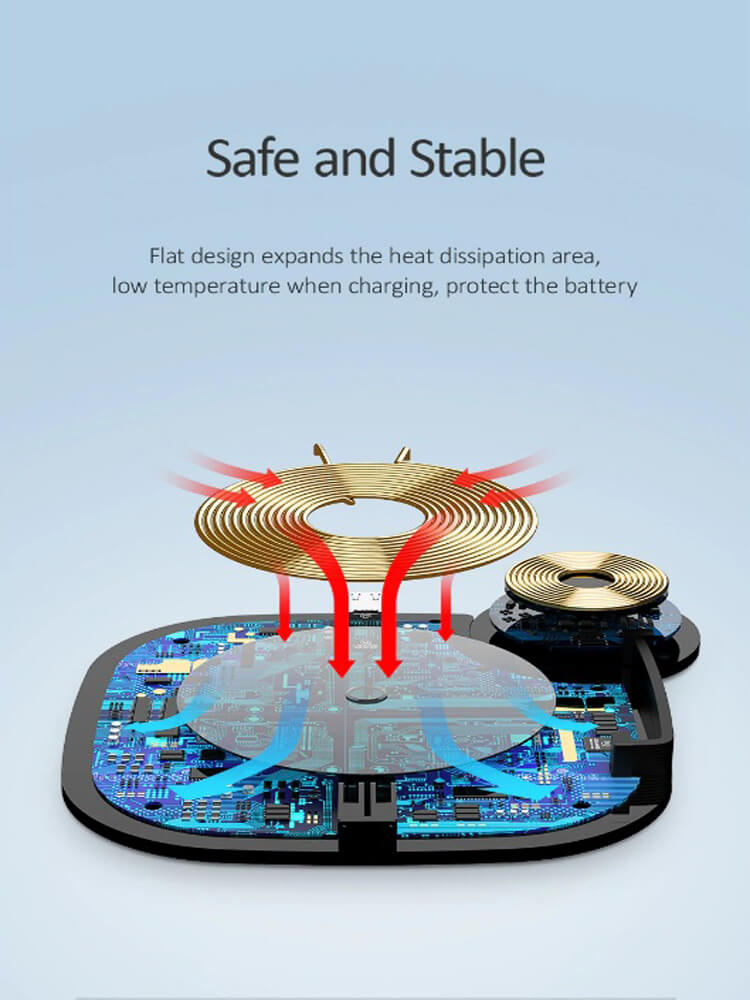 Safe and Stable
Flat design expands the heat dissipation area,
low temperature when charging, protect the battery